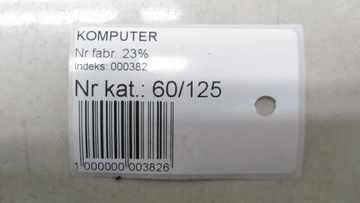 KOMPUTER
Nr fabr. 23%
Indeks: 000382
Nr kat.: 60/125
1 000000 003826